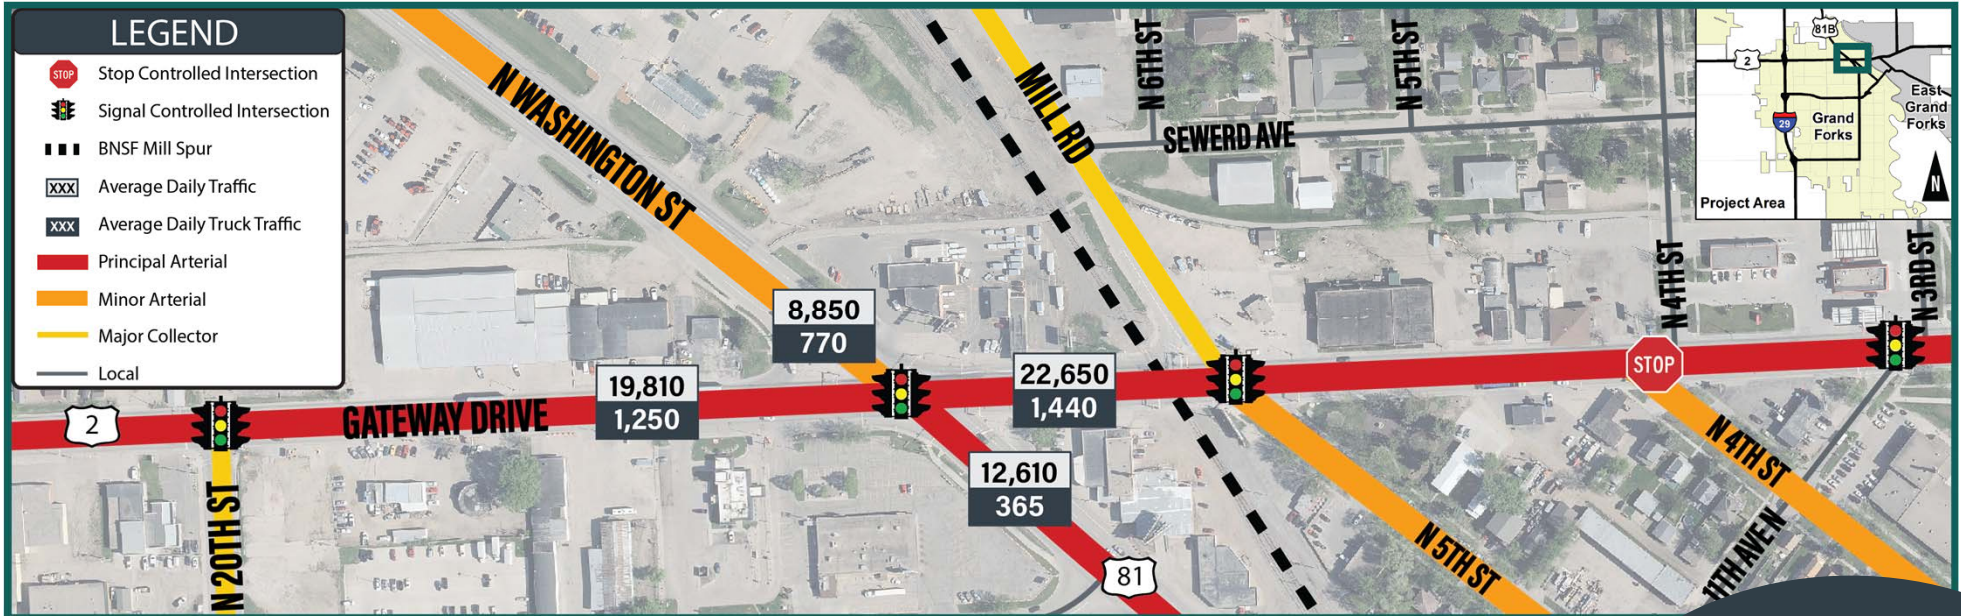 LEGEND
STOP
Stop Controlled Intersection
Signal Controlled Intersection
BNSF Mill Spur
XXX
Average Daily Traffic
XXX
Average Daily Truck Traffic
Principal Arterial
Minor Arterial
Major Collector
Local
N WASHINGTON ST
MILL RD
N 6TH ST
N 5TH ST
SEWERD AVE
81B
2
29
Grand
Forks
East
Grand
Forks
N
Project Area
N 4TH ST
N 3RD ST
8,850
770
19,810
1,250
22,650
1,440
12,610
365
STOP
2
GATEWAY DRIVE
N 20TH ST
81
N 5TH ST
N 4TH ST
11TH AVE N